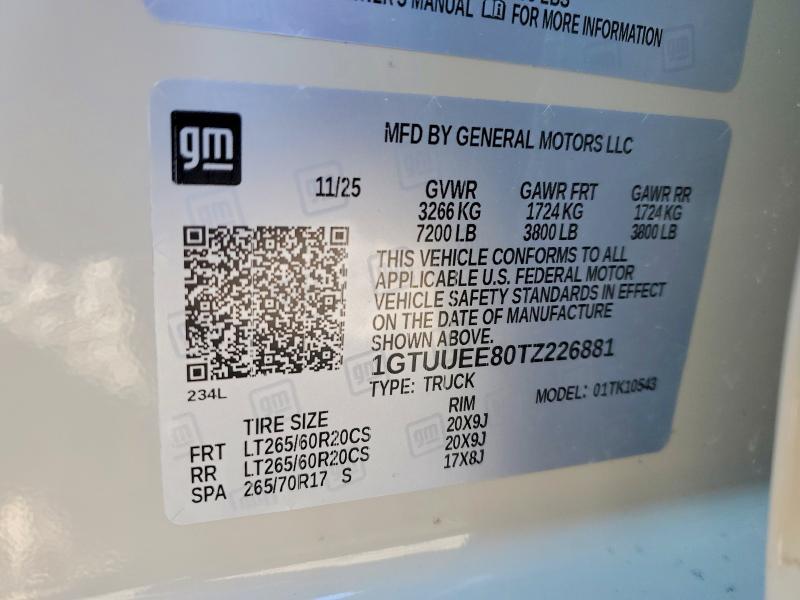 OWNER'S MANUAL FOR MORE INFORMATION
gm
gm
MFD BY GENERAL MOTORS LLC
11/25 GVWR GAWR FRT GAWR RR
3266 KG 1724 KG 1724 KG
7200 LB 3800 LB 3800 LB
THIS VEHICLE CONFORMS TO ALL
APPLICABLE U.S. FEDERAL MOTOR
VEHICLE SAFETY STANDARDS IN EFFECT
ON THE DATE OF MANUFACTURE
SHOWN ABOVE.
1GTUUEE80TZ226881
TYPE: TRUCK MODEL: 01TK10543
234L
TIRE SIZE RIM
FRT LT265/60R20CS 20X9J
RR LT265/60R20CS 20X9J
SPA 265/70R17 S 17X8J